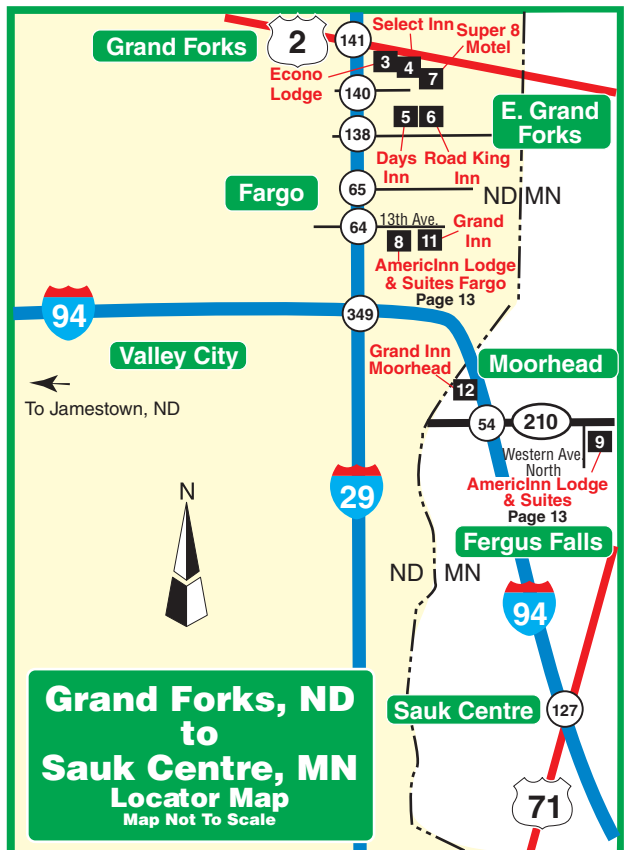 Grand Forks
2
141
Select Inn
Super 8
Motel
3
4
7
Econo
Lodge
140
E. Grand
Forks
5
6
138
Days
Inn
Road King
Inn
Fargo
65
ND
MN
64
13th Ave.
8
11
Grand
Inn
AmericInn Lodge
& Suites Fargo
Page 13
94
349
Valley City
Grand Inn
Moorhead
Moorhead
12
To Jamestown, ND
54
210
9
Western Ave.
North
AmericInn Lodge
& Suites
Page 13
29
N
Fergus Falls
ND
MN
94
Grand Forks, ND
to
Sauk Centre, MN
Locator Map
Map Not To Scale
Sauk Centre
127
71